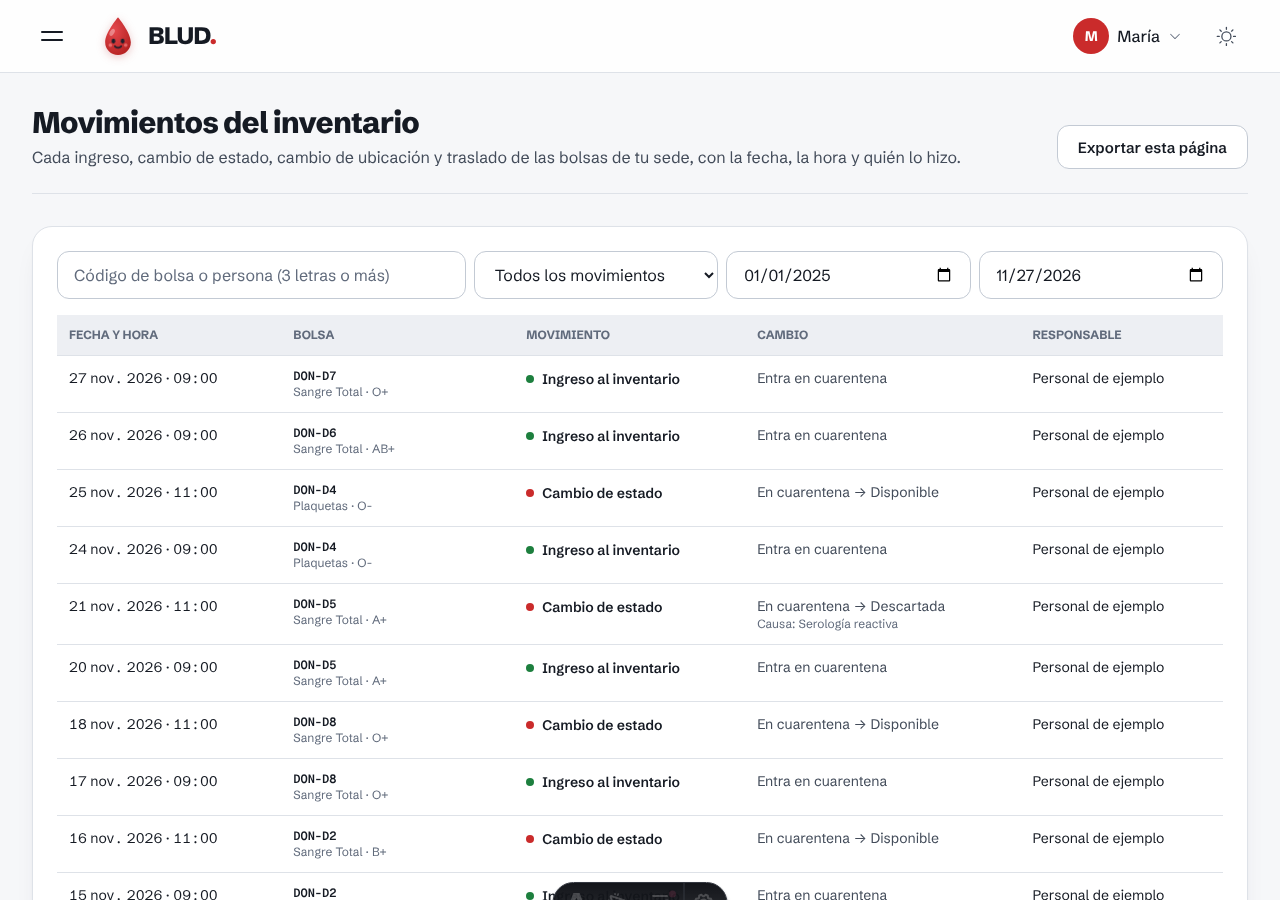 BLUD.
M María
Movimientos del inventario
Cada ingreso, cambio de estado, cambio de ubicación y traslado de las bolsas de tu sede, con la fecha, la hora y quién lo hizo.
Exportar esta página
Código de bolsa o persona (3 letras o más) Todos los movimientos 01/01/2025 11/27/2026
FECHA Y HORA BOLSA MOVIMIENTO CAMBIO RESPONSABLE
27 nov. 2026 · 09:00 DON-D7 Ingreso al inventario Entra en cuarentena Personal de ejemplo
Sangre Total · O+
26 nov. 2026 · 09:00 DON-D6 Ingreso al inventario Entra en cuarentena Personal de ejemplo
Sangre Total · AB+
25 nov. 2026 · 11:00 DON-D4 Cambio de estado En cuarentena → Disponible Personal de ejemplo
Plaquetas · O-
24 nov. 2026 · 09:00 DON-D4 Ingreso al inventario Entra en cuarentena Personal de ejemplo
Plaquetas · O-
21 nov. 2026 · 11:00 DON-D5 Cambio de estado En cuarentena → Descartada Personal de ejemplo
Sangre Total · A+ Causa: Serología reactiva
20 nov. 2026 · 09:00 DON-D5 Ingreso al inventario Entra en cuarentena Personal de ejemplo
Sangre Total · A+
18 nov. 2026 · 11:00 DON-D8 Cambio de estado En cuarentena → Disponible Personal de ejemplo
Sangre Total · O+
17 nov. 2026 · 09:00 DON-D8 Ingreso al inventario Entra en cuarentena Personal de ejemplo
Sangre Total · O+
16 nov. 2026 · 11:00 DON-D2 Cambio de estado En cuarentena → Disponible Personal de ejemplo
Sangre Total · B+
15 nov. 2026 · 09:00 DON-D2 Entra en cuarentena Personal de ejemplo